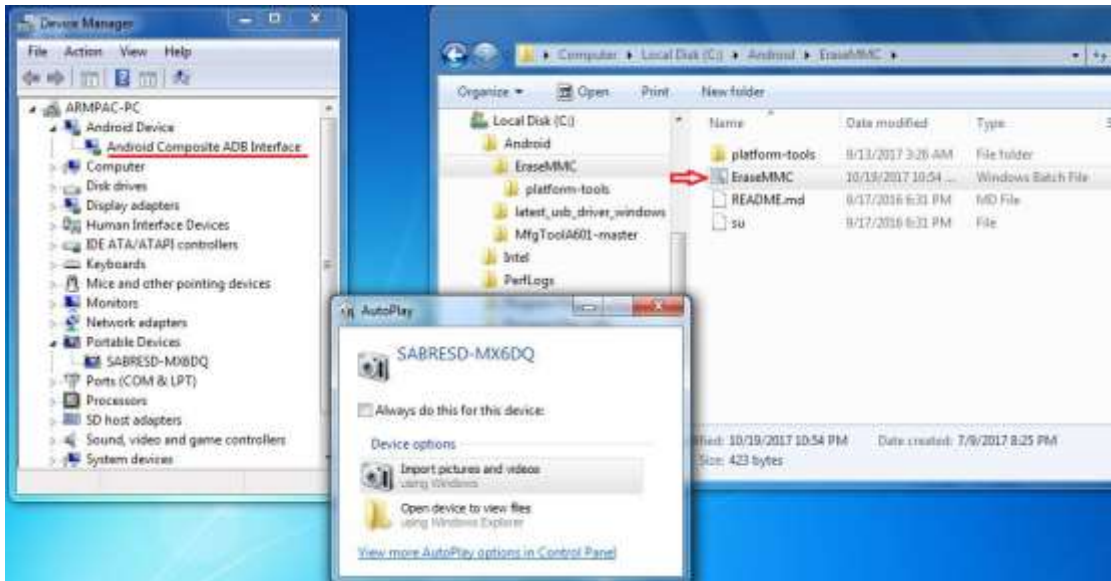 Device Manager
File Action View Help
ARMPAC-PC
Android Device
Android Composite ADB Interface
Computer
Disk drives
Display adapters
Human Interface Devices
IDE ATA/ATAPI controllers
Keyboards
Mice and other pointing devices
Monitors
Network adapters
Portable Devices
SABRESD-MX6DQ
Ports (COM & LPT)
Processors
SD host adapters
Sound, video and game controllers
System devices
Computer Local Disk (C:) Android EraseMMC
Organize Open Print New folder
Local Disk (C:)
Android
EraseMMC
platform-tools
latest_usb_driver_windows
MfgToolA601-master
Intel
PerfLogs
Name Date modified Type
platform-tools 9/13/2017 3:26 AM File folder
EraseMMC 10/19/2017 10:54 ... Windows Batch File
README.md 8/17/2016 6:31 PM MD File
su 8/17/2016 6:31 PM File
10/19/2017 10:54 PM Date created: 7/9/2017 8:25 PM
Size: 423 bytes
AutoPlay
SABRESD-MX6DQ
Always do this for this device:
Device options
Import pictures and videos
using Windows
Open device to view files
using Windows Explorer
View more AutoPlay options in Control Panel